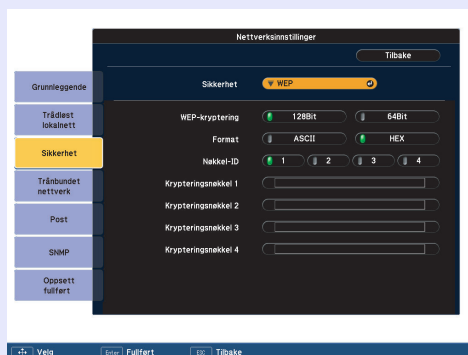 Nettverksinnstillinger
Tilbake
Grunnleggende
Trådløst
lokalnett
Sikkerhet
Trånbundet
nettverk
Post
SNMP
Oppsett
fullført
Sikkerhet WEP
WEP-kryptering 128Bit 64Bit
Format ASCII HEX
Nøkkel-ID 1 2 3 4
Krypteringsnøkkel 1
Krypteringsnøkkel 2
Krypteringsnøkkel 3
Krypteringsnøkkel 4
Velg Enter Fullført ESC Tilbake